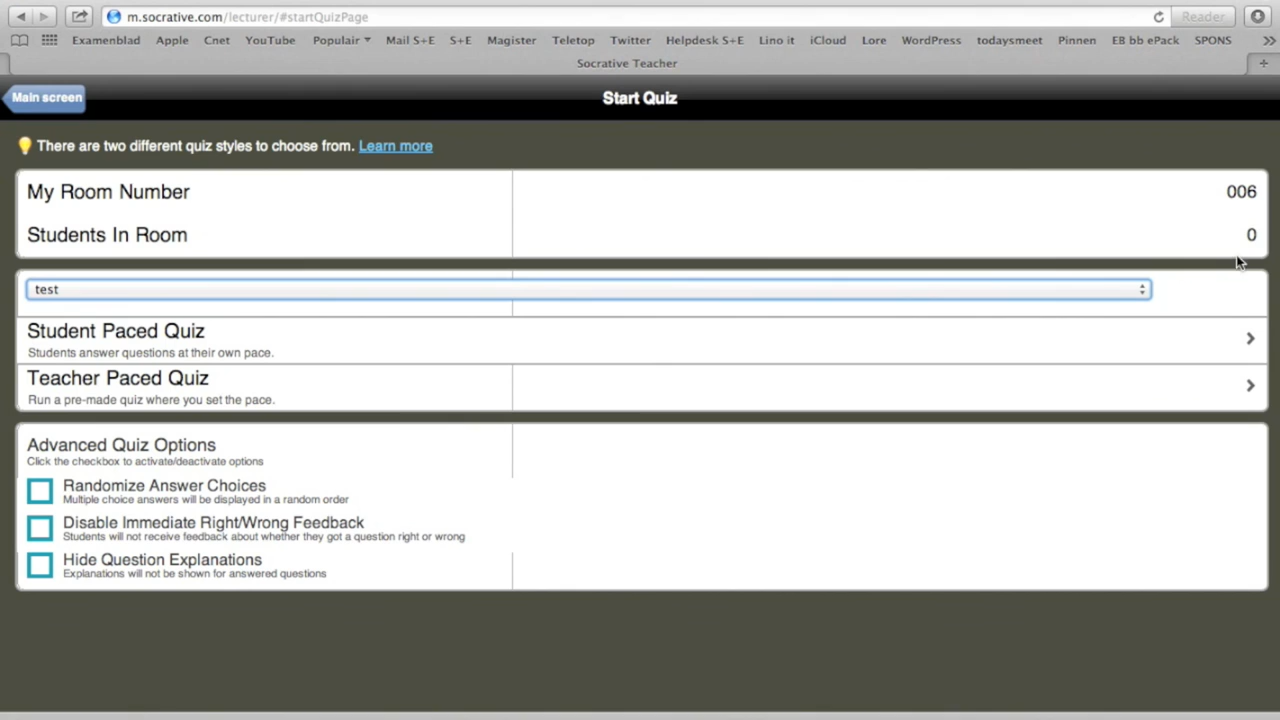 m.socrative.com/lecturer/#startQuizPage
Reader
Examenblad Apple Cnet YouTube Populair Mail S+E S+E Magister Teletop Twitter Helpdesk S+E Lino it iCloud Lore WordPress todaysmeet Pinnen EB bb ePack SPONS
Socrative Teacher
Main screen
Start Quiz
There are two different quiz styles to choose from. Learn more
My Room Number 006
Students In Room 0
test
Student Paced Quiz
Students answer questions at their own pace.
Teacher Paced Quiz
Run a pre-made quiz where you set the pace.
Advanced Quiz Options
Click the checkbox to activate/deactivate options
Randomize Answer Choices
Multiple choice answers will be displayed in a random order
Disable Immediate Right/Wrong Feedback
Students will not receive feedback about whether they got a question right or wrong
Hide Question Explanations
Explanations will not be shown for answered questions